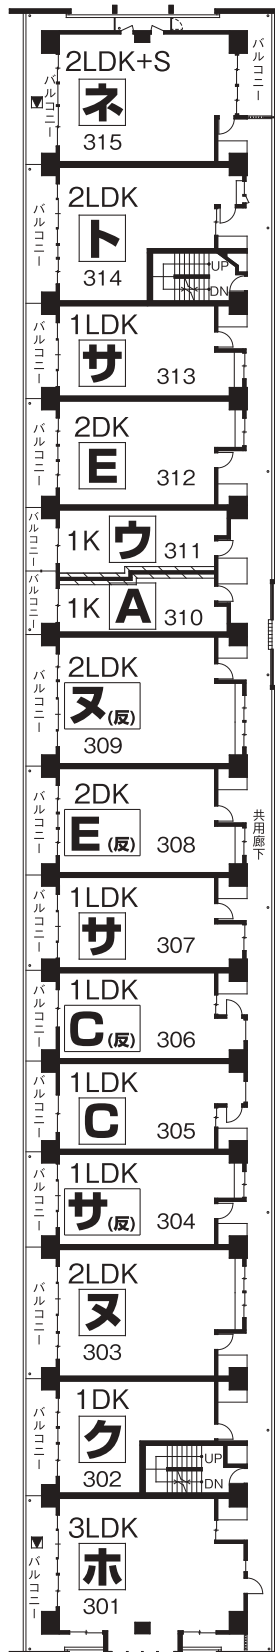 2LDK+S
バルコニー
バルコニー
ネ
315
2LDK
バルコニー
ト
314
UP
DN
1LDK
バルコニー
サ
313
2DK
バルコニー
E
312
バルコニー
1K ウ 311
バルコニー
1K A 310
2LDK
バルコニー
ヌ(反)
309
2DK
バルコニー
E(反)
308
共用廊下
1LDK
バルコニー
サ
307
1LDK
バルコニー
C(反)
306
1LDK
バルコニー
C
305
1LDK
バルコニー
サ(反)
304
2LDK
バルコニー
ヌ
303
1DK
バルコニー
ク
302
UP
DN
3LDK
バルコニー
ホ
301